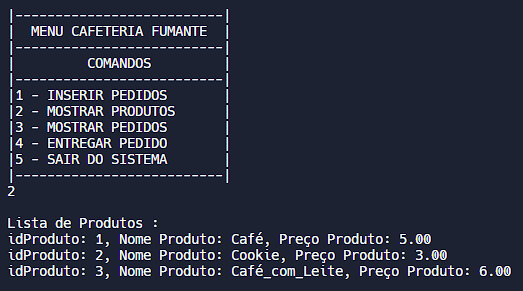 |--------------------------|
|  MENU CAFETERIA FUMANTE  |
|--------------------------|
|         COMANDOS         |
|--------------------------|
|1 - INSERIR PEDIDOS       |
|2 - MOSTRAR PRODUTOS      |
|3 - MOSTRAR PEDIDOS       |
|4 - ENTREGAR PEDIDO       |
|5 - SAIR DO SISTEMA       |
|--------------------------|
2

Lista de Produtos :
idProduto: 1, Nome Produto: Café, Preço Produto: 5.00
idProduto: 2, Nome Produto: Cookie, Preço Produto: 3.00
idProduto: 3, Nome Produto: Café_com_Leite, Preço Produto: 6.00